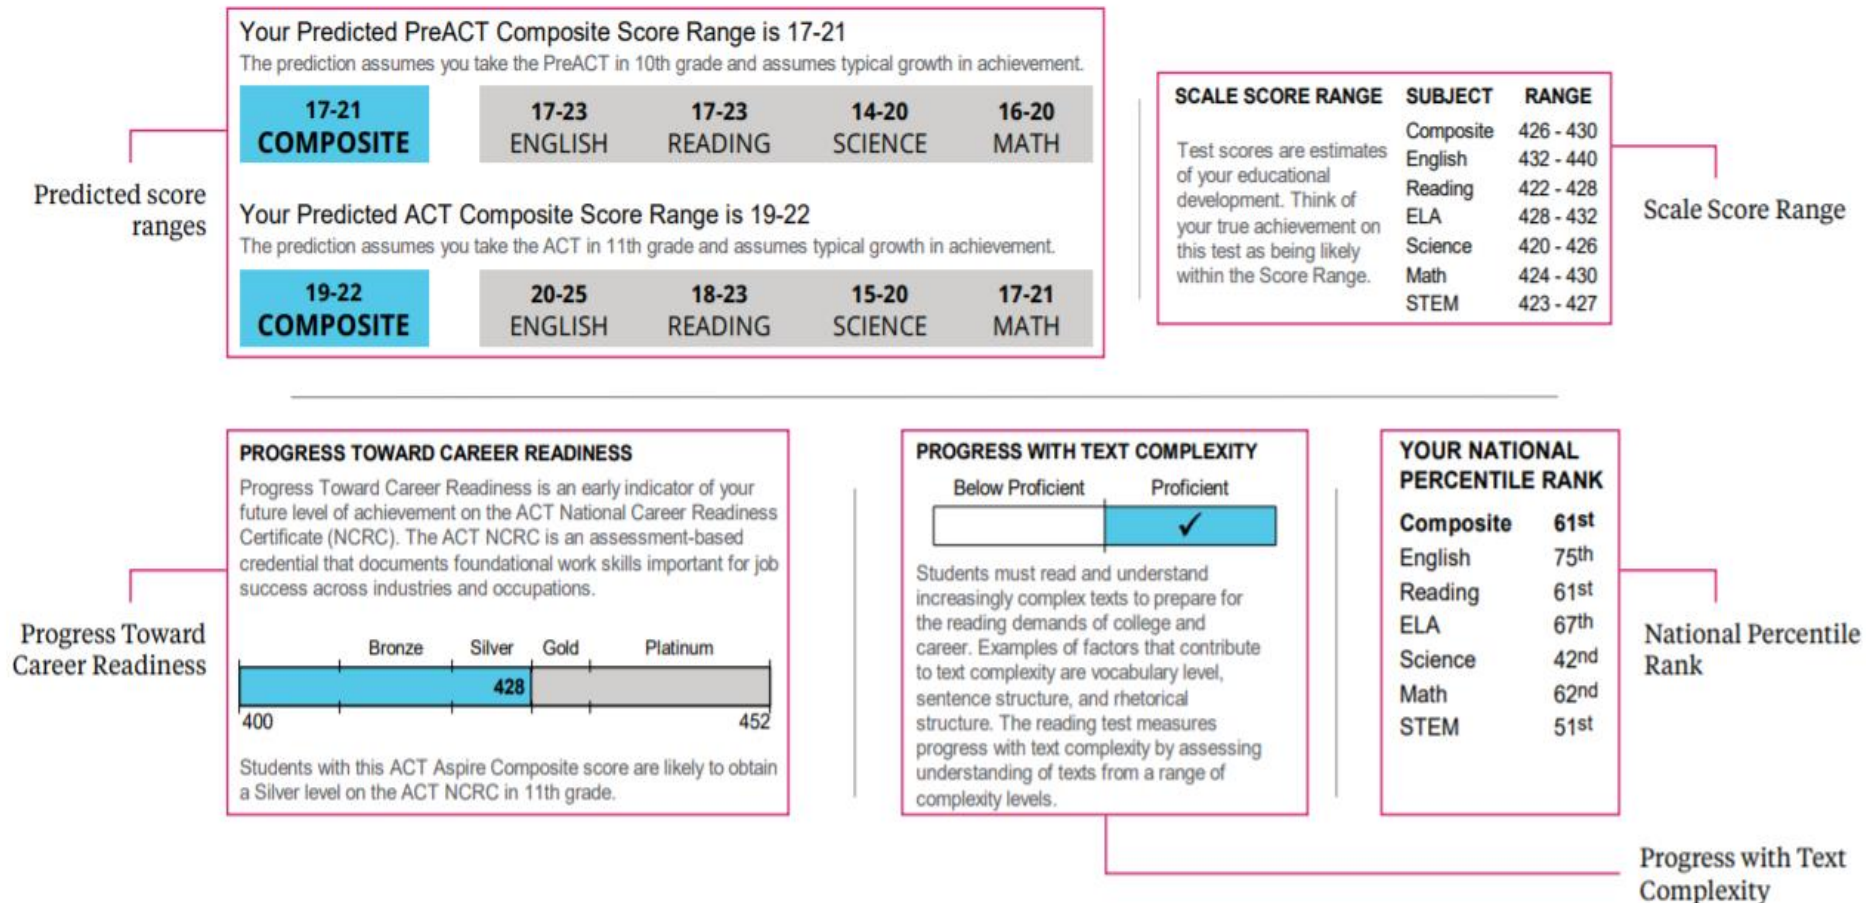 Your Predicted PreACT Composite Score Range is 17-21
The prediction assumes you take the PreACT in 10th grade and assumes typical growth in achievement.
17-21 17-23 17-23 14-20 16-20
COMPOSITE ENGLISH READING SCIENCE MATH
Your Predicted ACT Composite Score Range is 19-22
The prediction assumes you take the ACT in 11th grade and assumes typical growth in achievement.
19-22 20-25 18-23 15-20 17-21
COMPOSITE ENGLISH READING SCIENCE MATH
Predicted score
ranges
SCALE SCORE RANGE SUBJECT RANGE
Test scores are estimates
of your educational
development. Think of
your true achievement on
this test as being likely
within the Score Range.
Composite 426 - 430
English 432 - 440
Reading 422 - 428
ELA 428 - 432
Science 420 - 426
Math 424 - 430
STEM 423 - 427
Scale Score Range
PROGRESS TOWARD CAREER READINESS
Progress Toward Career Readiness is an early indicator of your
future level of achievement on the ACT National Career Readiness
Certificate (NCRC). The ACT NCRC is an assessment-based
credential that documents foundational work skills important for job
success across industries and occupations.
Bronze Silver Gold Platinum
428
400 452
Students with this ACT Aspire Composite score are likely to obtain
a Silver level on the ACT NCRC in 11th grade.
Progress Toward
Career Readiness
PROGRESS WITH TEXT COMPLEXITY
Below Proficient Proficient
✓
Students must read and understand
increasingly complex texts to prepare for
the reading demands of college and
career. Examples of factors that contribute
to text complexity are vocabulary level,
sentence structure, and rhetorical
structure. The reading test measures
progress with text complexity by assessing
understanding of texts from a range of
complexity levels.
YOUR NATIONAL
PERCENTILE RANK
Composite 61st
English 75th
Reading 61st
ELA 67th
Science 42nd
Math 62nd
STEM 51st
National Percentile
Rank
Progress with Text
Complexity